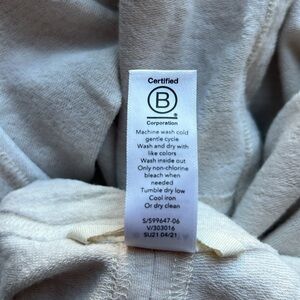 Certified
B
Corporation
Machine wash cold
gentle cycle
Wash and dry with
like colors
Wash inside out
Only non-chlorine
bleach when
needed
Tumble dry low
Cool iron
Or dry clean
S/599647-06
V/303016
SU21 04/21